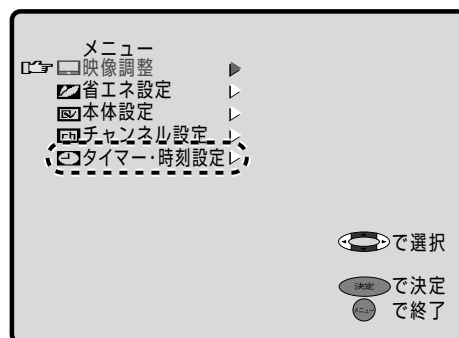 メニュー
映像調整
省エネ設定
本体設定
chチャンネル設定
タイマー・時刻設定
で選択
決定で決定
メニューで終了